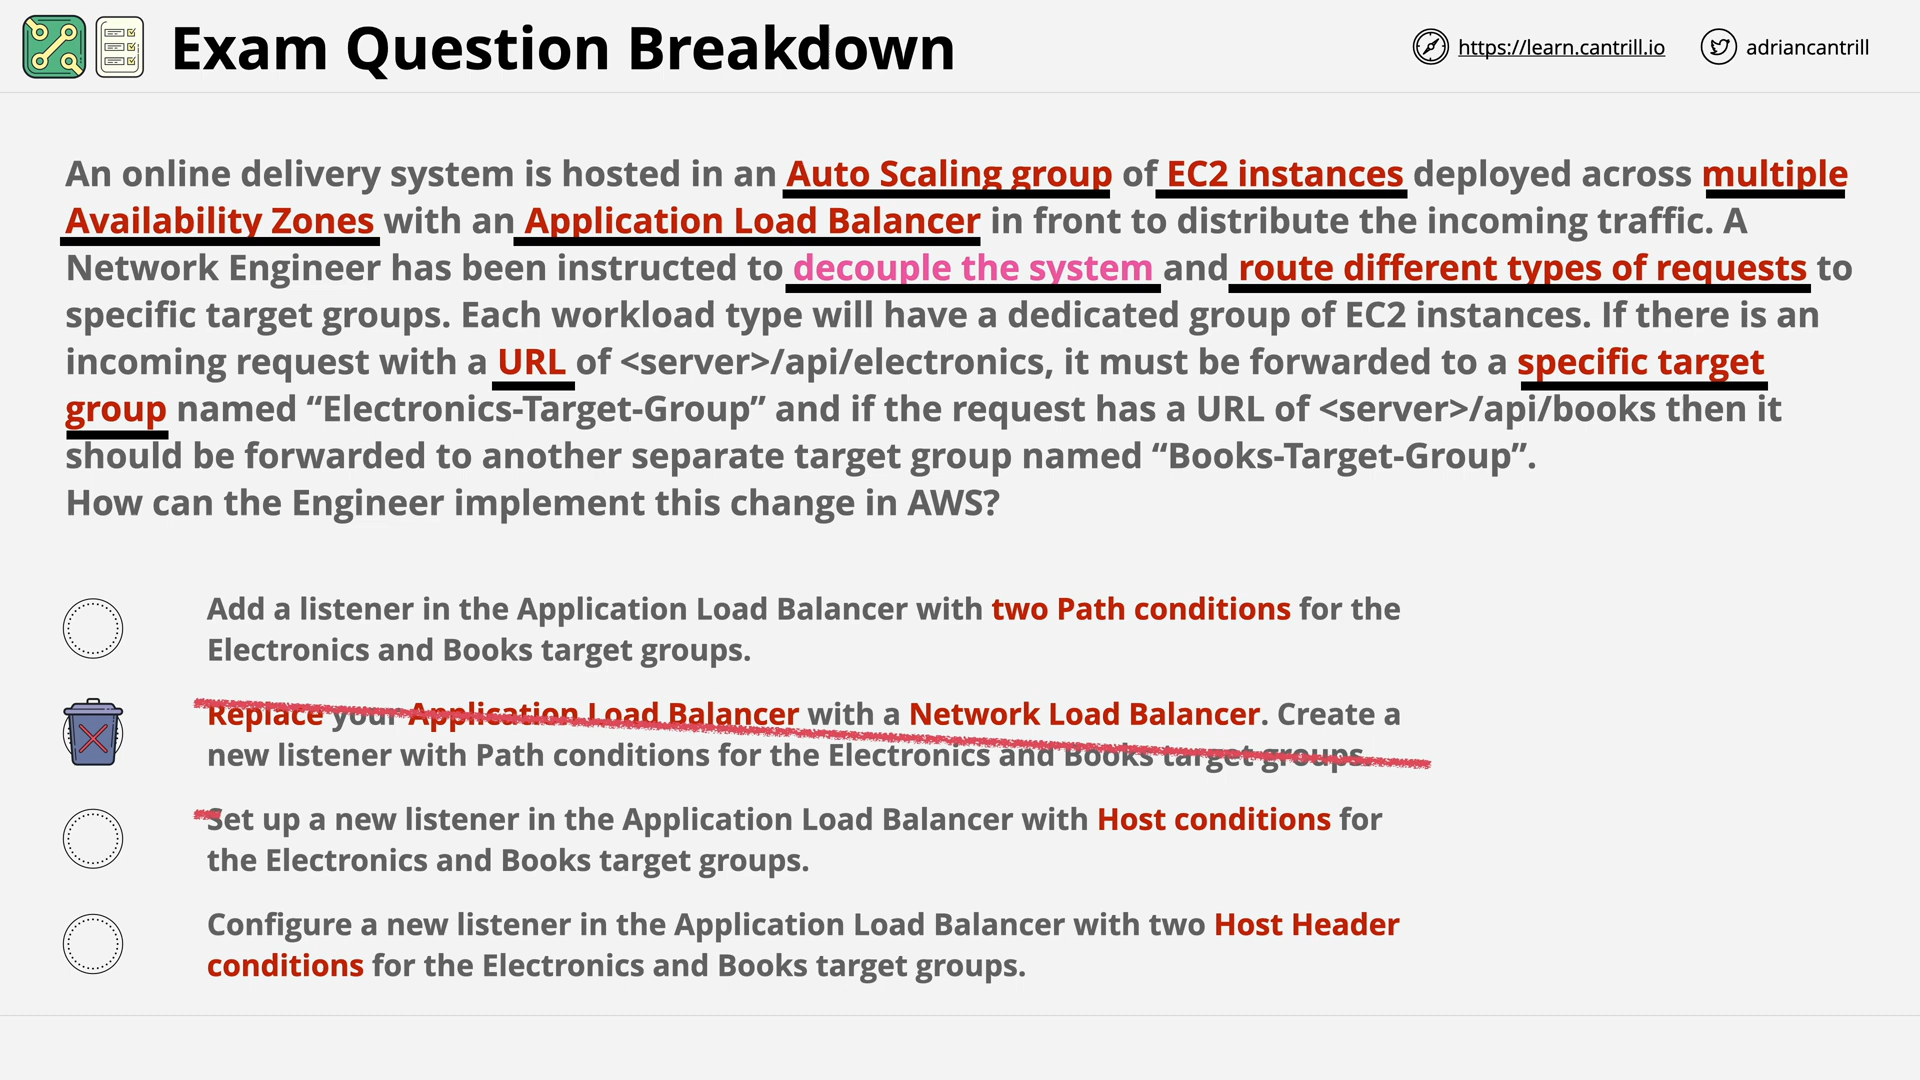 Exam Question Breakdown
https://learn.cantrill.io
adriancantrill
An online delivery system is hosted in an Auto Scaling group of EC2 instances deployed across multiple
Availability Zones with an Application Load Balancer in front to distribute the incoming traffic. A
Network Engineer has been instructed to decouple the system and route different types of requests to
specific target groups. Each workload type will have a dedicated group of EC2 instances. If there is an
incoming request with a URL of <server>/api/electronics, it must be forwarded to a specific target
group named “Electronics-Target-Group” and if the request has a URL of <server>/api/books then it
should be forwarded to another separate target group named “Books-Target-Group”.
How can the Engineer implement this change in AWS?
Add a listener in the Application Load Balancer with two Path conditions for the
Electronics and Books target groups.
Replace your Application Load Balancer with a Network Load Balancer. Create a
new listener with Path conditions for the Electronics and Books target groups.
Set up a new listener in the Application Load Balancer with Host conditions for
the Electronics and Books target groups.
Configure a new listener in the Application Load Balancer with two Host Header
conditions for the Electronics and Books target groups.